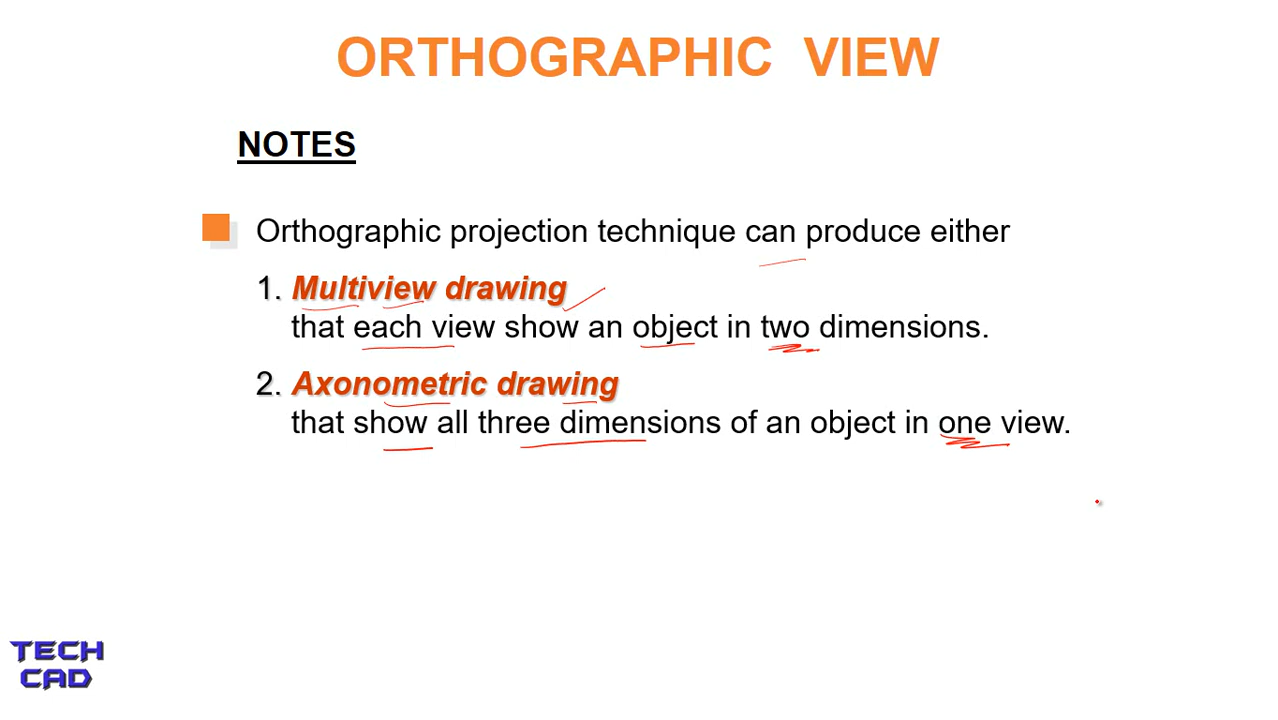 ORTHOGRAPHIC VIEW
NOTES
Orthographic projection technique can produce either
1. Multiview drawing
that each view show an object in two dimensions.
2. Axonometric drawing
that show all three dimensions of an object in one view.
TECH
CAD